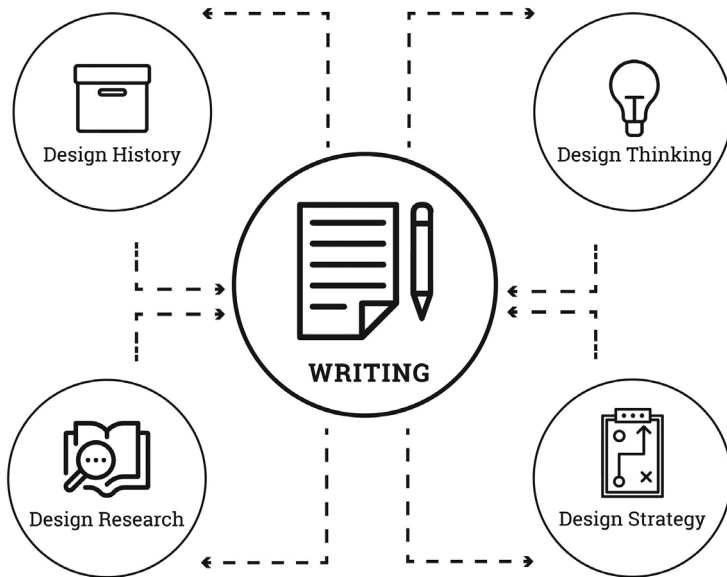 Design History
Design Thinking
WRITING
Design Research
Design Strategy